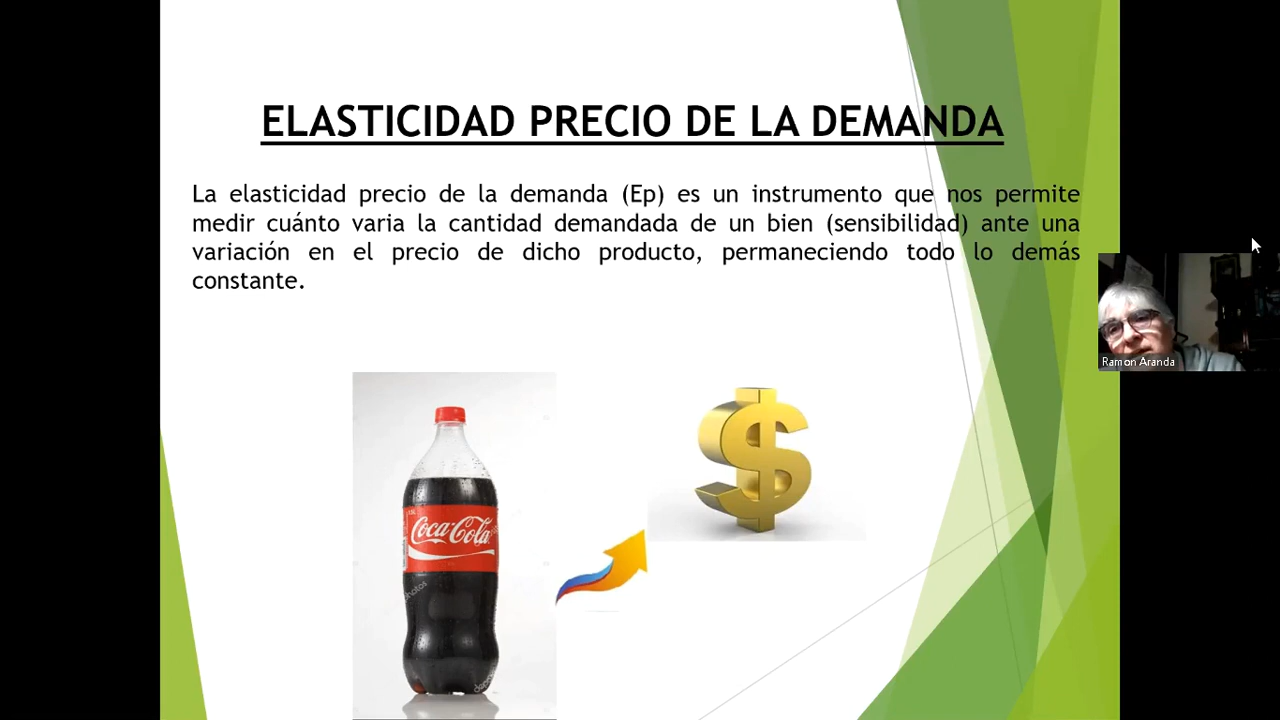 ELASTICIDAD PRECIO DE LA DEMANDA
La elasticidad precio de la demanda (Ep) es un instrumento que nos permite
medir cuánto varia la cantidad demandada de un bien (sensibilidad) ante una
variación en el precio de dicho producto, permaneciendo todo lo demás
constante.
Ramon Aranda
Coca-Cola